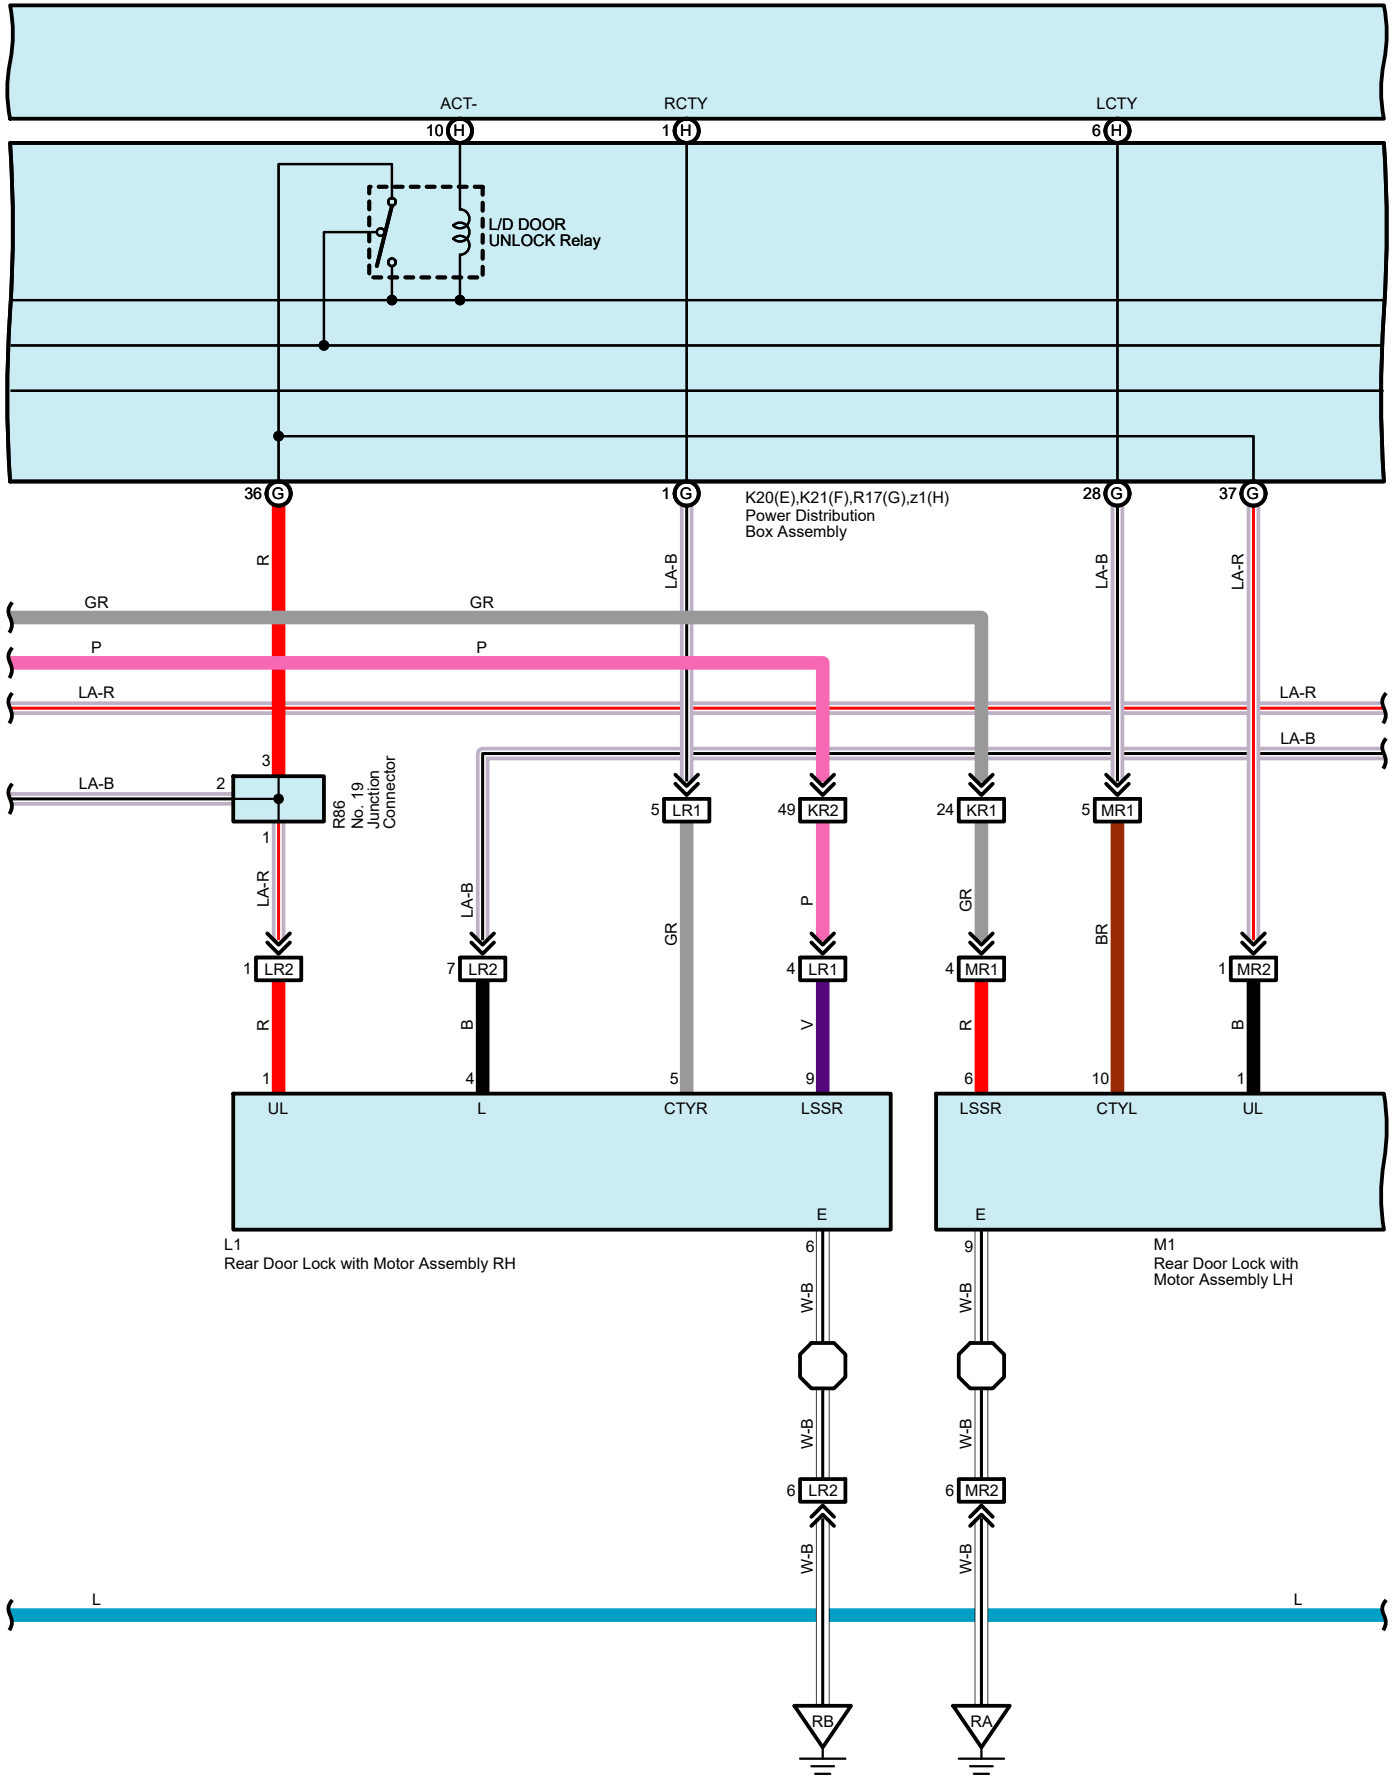 ACT-
RCTY
LCTY
10 H
1 H
6 H
L/D DOOR
UNLOCK Relay
36 G
1 G
28 G
37 G
K20(E),K21(F),R17(G),z1(H)
Power Distribution
Box Assembly
R
LA-B
LA-B
LA-R
GR
GR
P
P
LA-R
LA-R
LA-B
3
LA-B
2
1
R86
No. 19
Junction
Connector
5 LR1
49 KR2
24 KR1
5 MR1
LA-R
LA-B
GR
P
GR
BR
1 LR2
7 LR2
4 LR1
4 MR1
1 MR2
R
B
V
R
B
1
4
5
9
6
10
1
UL
L
CTYR
LSSR
LSSR
CTYL
UL
E
E
L1
Rear Door Lock with Motor Assembly RH
6
9
M1
Rear Door Lock with
Motor Assembly LH
W-B
W-B
W-B
W-B
6 LR2
6 MR2
W-B
W-B
L
L
RB
RA